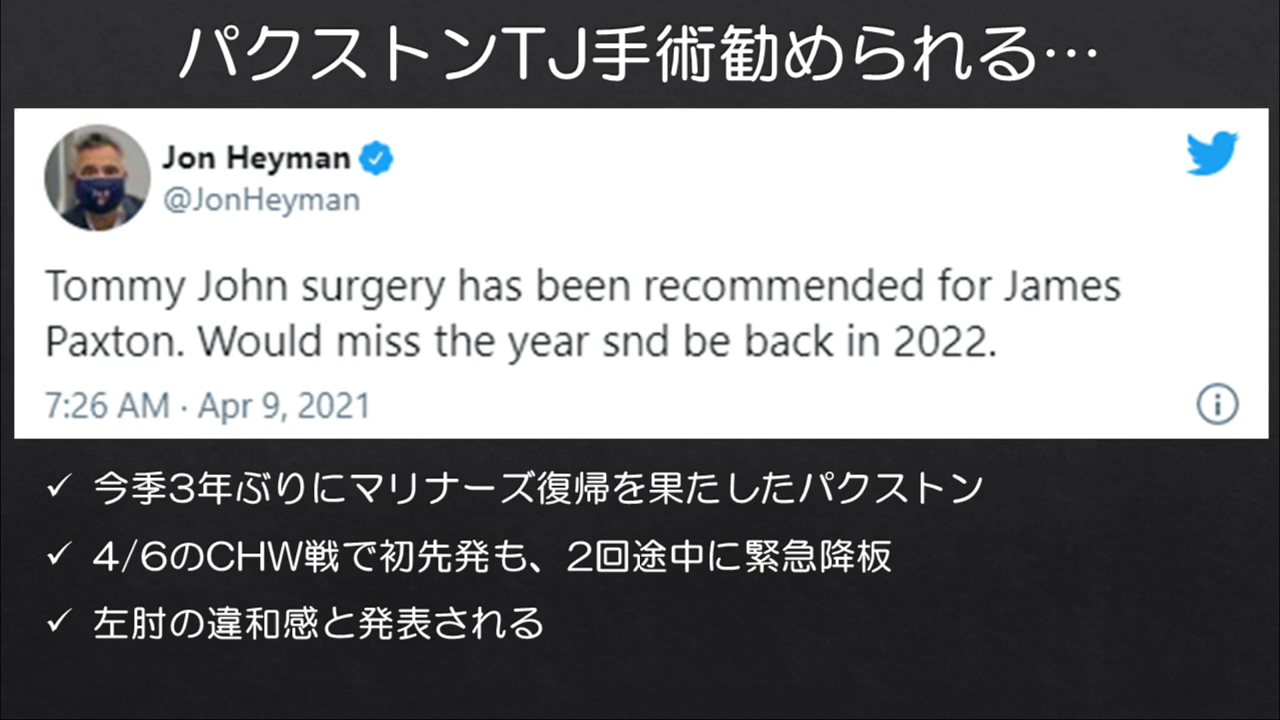 パクストンTJ手術勧められる…
Jon Heyman
@JonHeyman
Tommy John surgery has been recommended for James
Paxton. Would miss the year snd be back in 2022.
7:26 AM · Apr 9, 2021
✓ 今季3年ぶりにマリナーズ復帰を果たしたパクストン
✓ 4/6のCHW戦で初先発も、2回途中に緊急降板
✓ 左肘の違和感と発表される